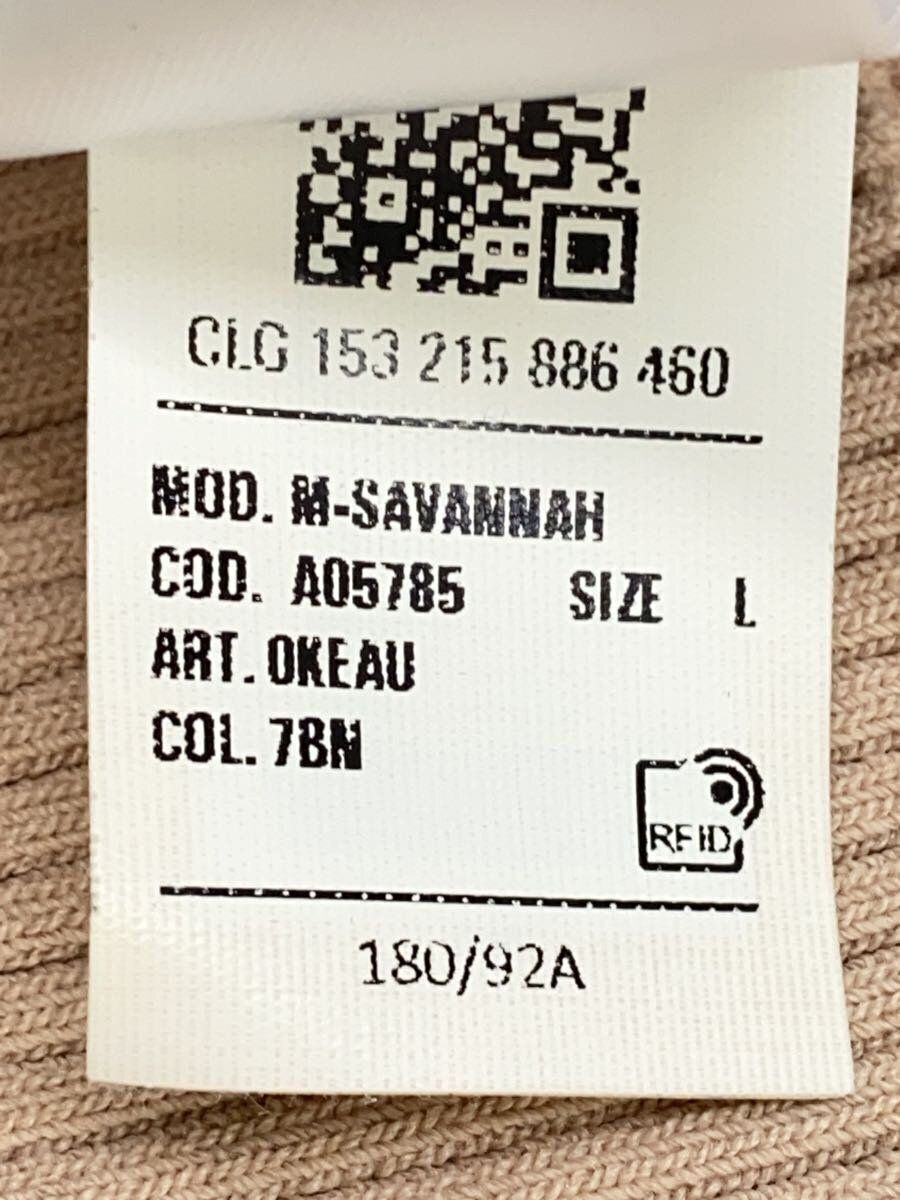 CLG 153 215 886 460
MOD. M-SAVANNAH
COD. A05785 SIZE L
ART. OKEAU
COL. 7BN
RFID
180/92A